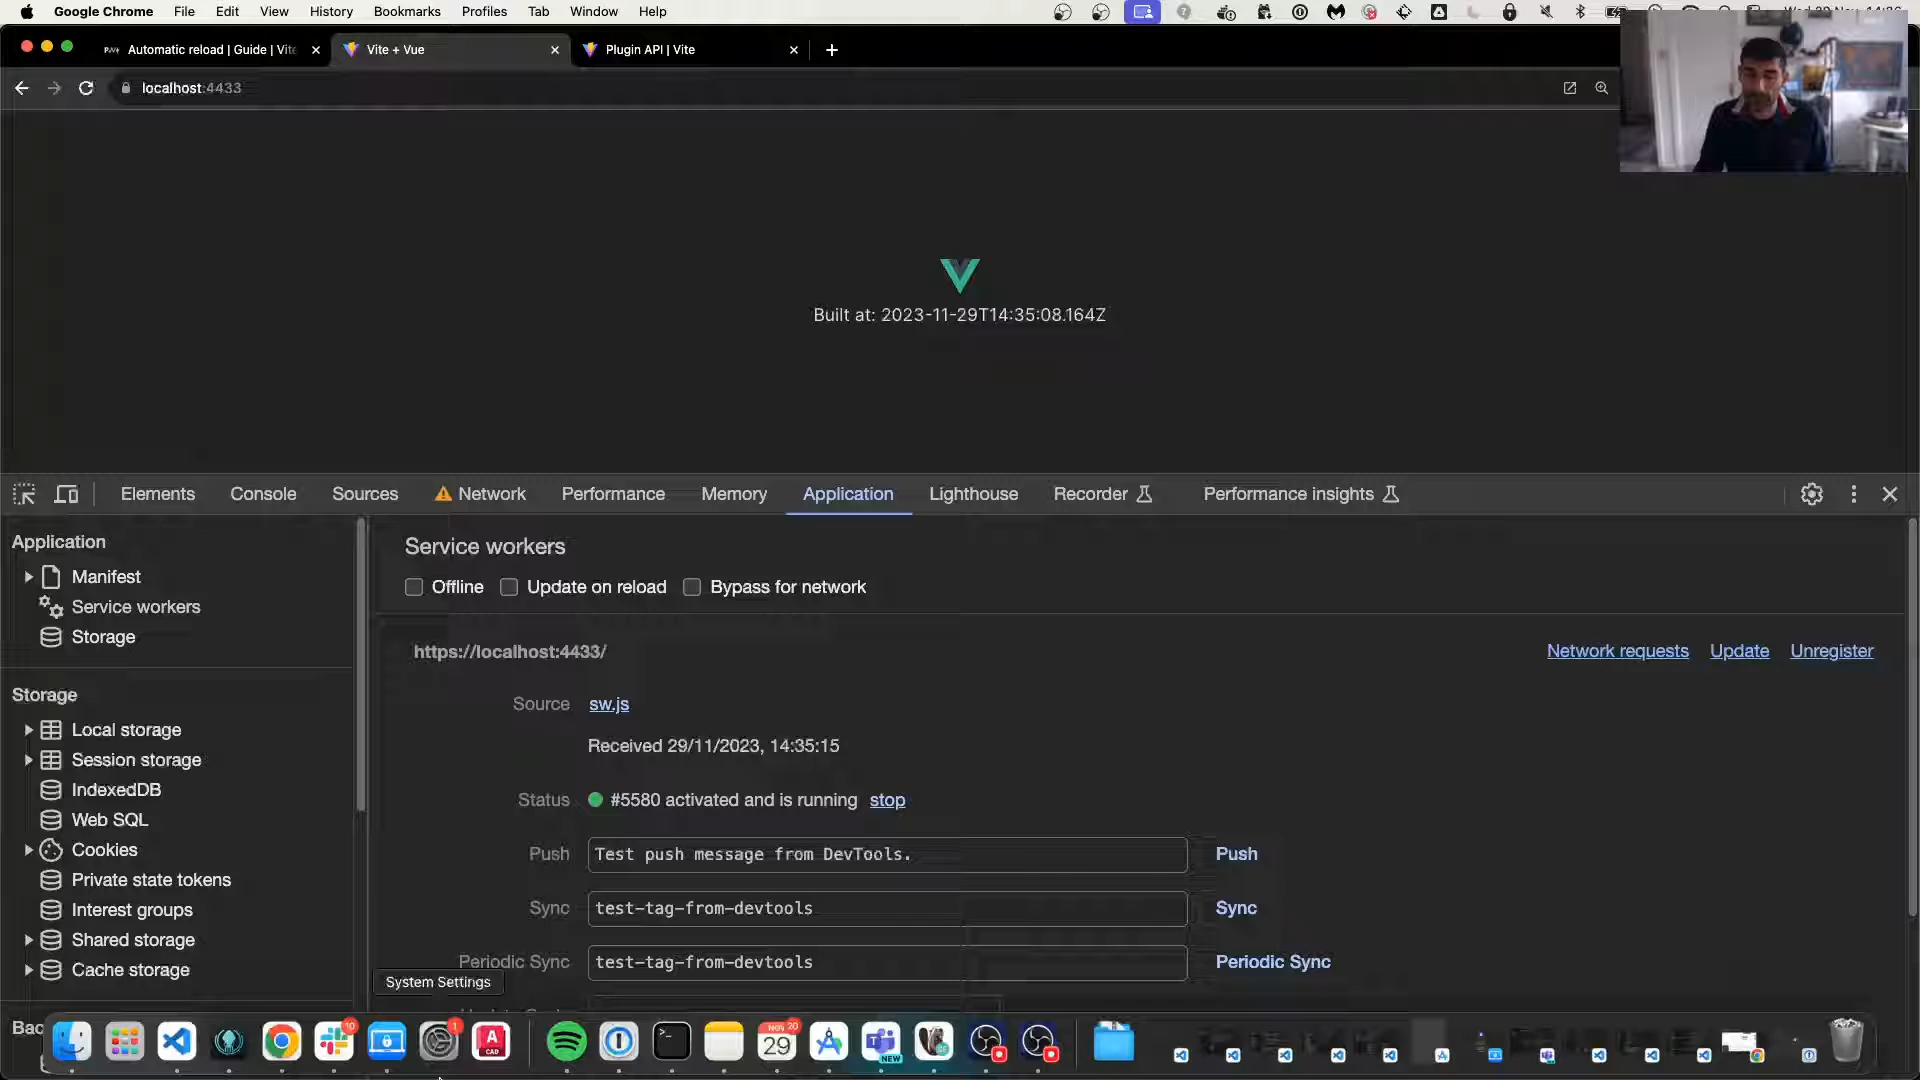 Google Chrome File Edit View History Bookmarks Profiles Tab Window Help
Automatic reload | Guide | Vite
Vite + Vue
Plugin API | Vite
localhost:4433
Built at: 2023-11-29T14:35:08.164Z
Elements Console Sources Network Performance Memory Application Lighthouse Recorder Performance insights
Application
Manifest
Service workers
Storage
Storage
Local storage
Session storage
IndexedDB
Web SQL
Cookies
Private state tokens
Interest groups
Shared storage
Cache storage
Service workers
Offline Update on reload Bypass for network
https://localhost:4433/ Network requests Update Unregister
Source sw.js
Received 29/11/2023, 14:35:15
Status #5580 activated and is running stop
Push Test push message from DevTools. Push
Sync test-tag-from-devtools Sync
Periodic Sync test-tag-from-devtools Periodic Sync
System Settings
10
1
CAD
29
NEW